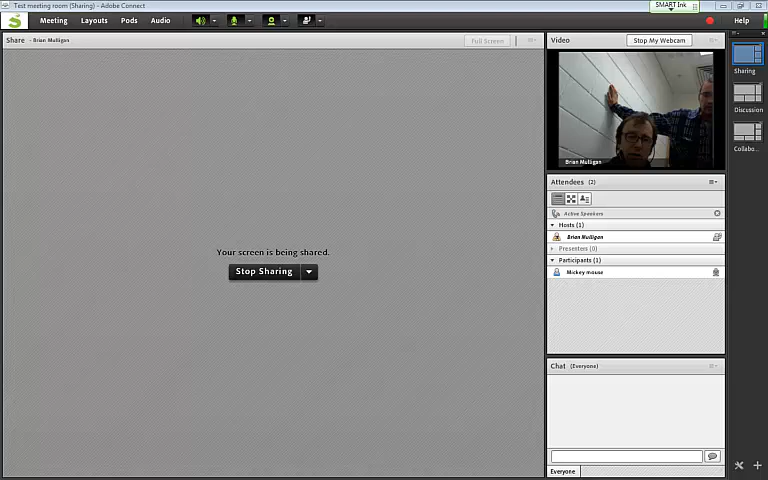 Test meeting room (Sharing) - Adobe Connect
SMART Ink
Meeting Layouts Pods Audio
Help
Share - Brian Mulligan
Full Screen
Video
Stop My Webcam
Sharing
Discussion
Collabo...
Brian Mulligan
Attendees (2)
Active Speakers
Hosts (1)
Brian Mulligan
Presenters (0)
Participants (1)
Mickey mouse
Your screen is being shared.
Stop Sharing
Chat (Everyone)
Everyone